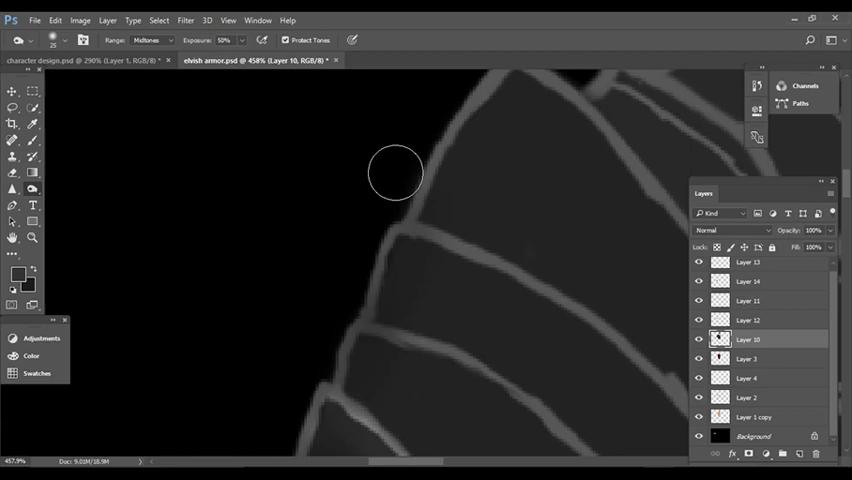 Ps File Edit Image Layer Type Select Filter 3D View Window Help
25 Range: Midtones Exposure: 50% Protect Tones
character design.psd @ 290% (Layer 1, RGB/8) * × elvish armor.psd @ 458% (Layer 10, RGB/8) * ×
Channels
Paths
Layers
Kind
Normal Opacity: 100%
Lock: Fill: 100%
Layer 13
Layer 14
Layer 11
Layer 12
Layer 10
Layer 3
Layer 4
Layer 2
Layer 1 copy
Background
fx
T
Adjustments
Color
Swatches
457.9% Doc: 9.01M/18.9M